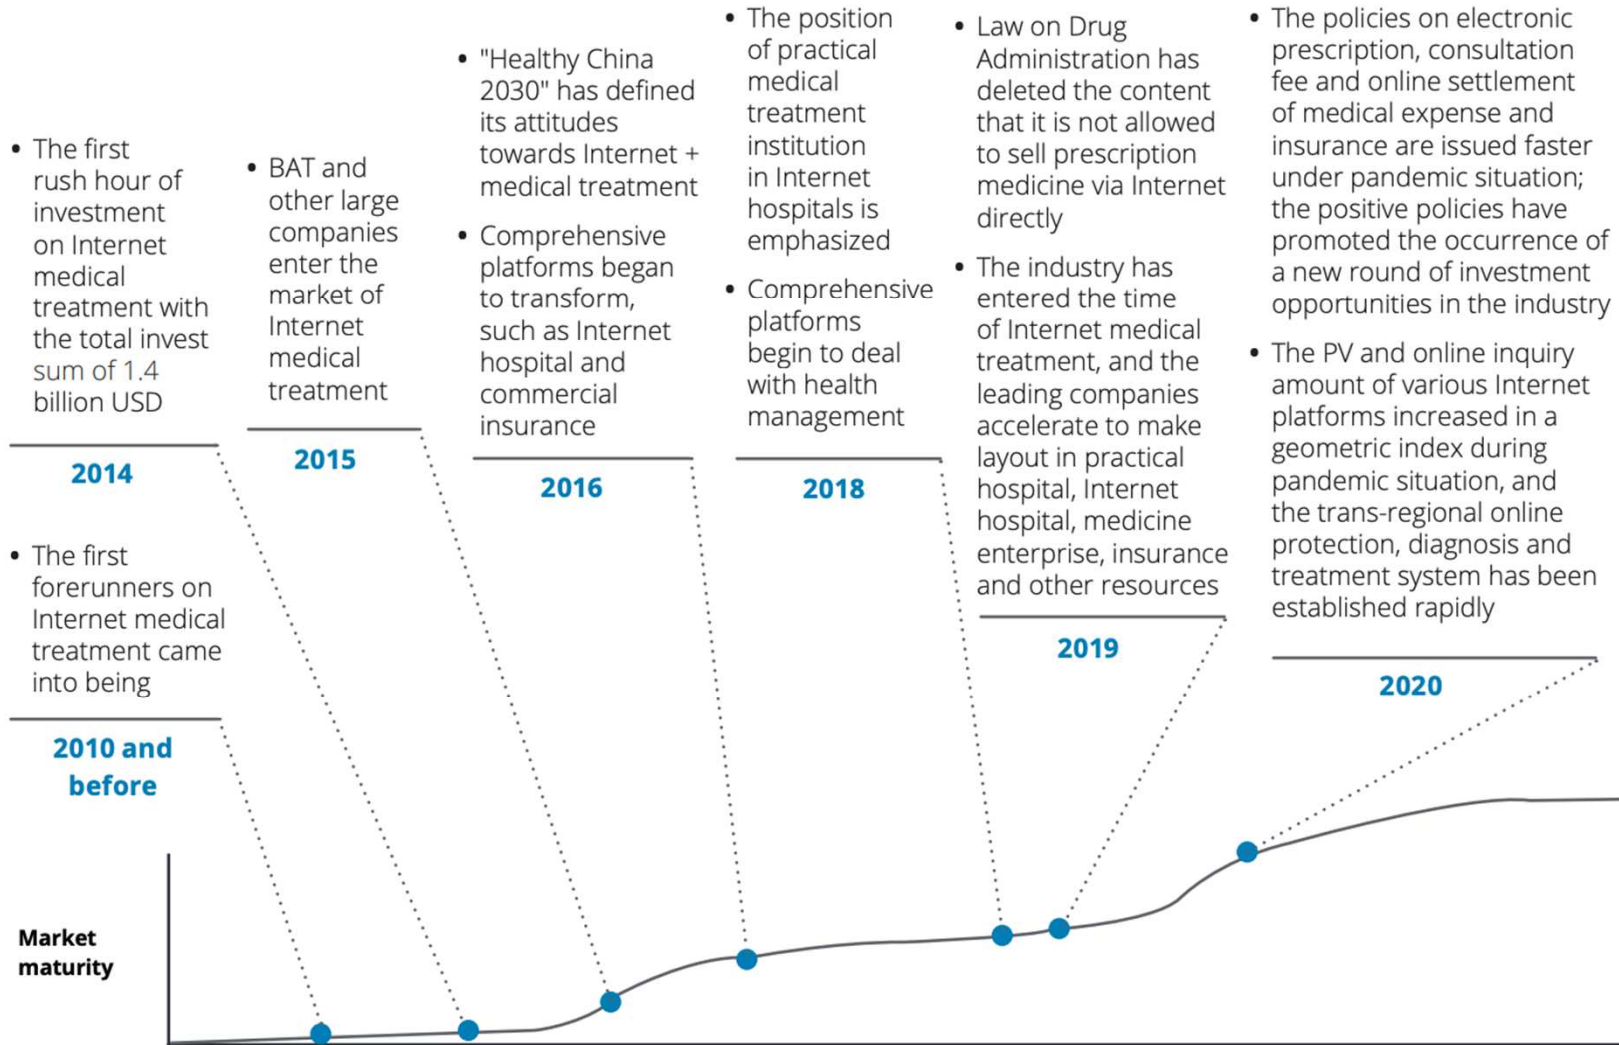 • The first
rush hour of
investment
on Internet
medical
treatment with
the total invest
sum of 1.4
billion USD
2014
• The first
forerunners on
Internet medical
treatment came
into being
2010 and
before
• BAT and
other large
companies
enter the
market of
Internet
medical
treatment
2015
• "Healthy China
2030" has defined
its attitudes
towards Internet +
medical treatment
• Comprehensive
platforms began
to transform,
such as Internet
hospital and
commercial
insurance
2016
• The position
of practical
medical
treatment
institution
in Internet
hospitals is
emphasized
• Comprehensive
platforms
begin to deal
with health
management
2018
• Law on Drug
Administration has
deleted the content
that it is not allowed
to sell prescription
medicine via Internet
directly
• The industry has
entered the time
of Internet medical
treatment, and the
leading companies
accelerate to make
layout in practical
hospital, Internet
hospital, medicine
enterprise, insurance
and other resources
2019
• The policies on electronic
prescription, consultation
fee and online settlement
of medical expense and
insurance are issued faster
under pandemic situation;
the positive policies have
promoted the occurrence of
a new round of investment
opportunities in the industry
• The PV and online inquiry
amount of various Internet
platforms increased in a
geometric index during
pandemic situation, and
the trans-regional online
protection, diagnosis and
treatment system has been
established rapidly
2020
Market
maturity